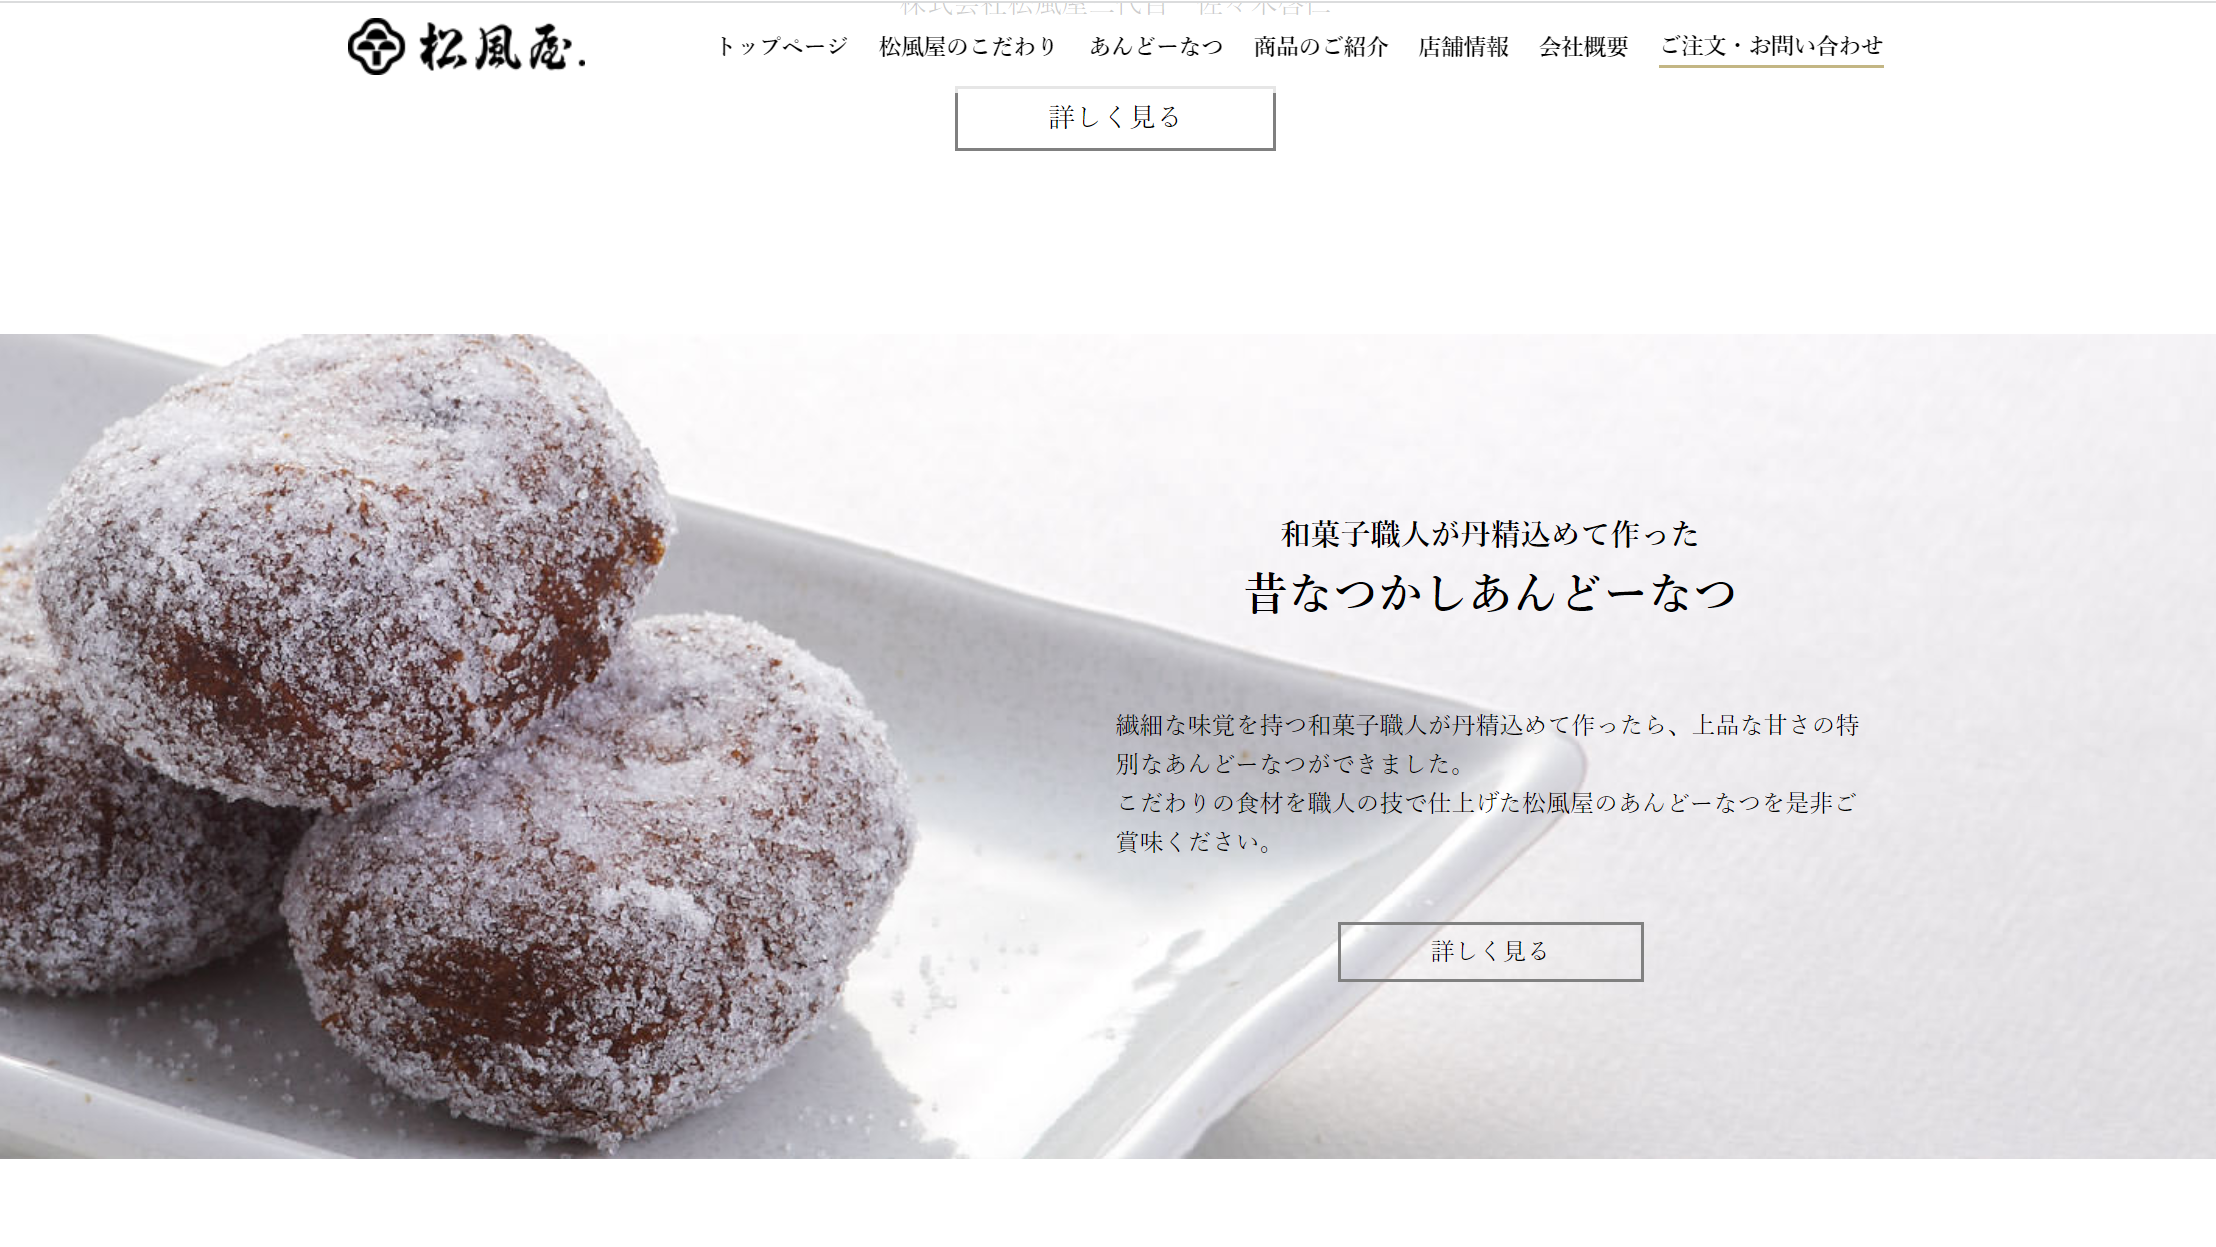 松風屋.
トップページ 松風屋のこだわり あんどーなつ 商品のご紹介 店舗情報 会社概要 ご注文・お問い合わせ
詳しく見る
和菓子職人が丹精込めて作った
昔なつかしあんどーなつ
繊細な味覚を持つ和菓子職人が丹精込めて作ったら、上品な甘さの特
別なあんどーなつができました。
こだわりの食材を職人の技で仕上げた松風屋のあんどーなつを是非ご
賞味ください。
詳しく見る